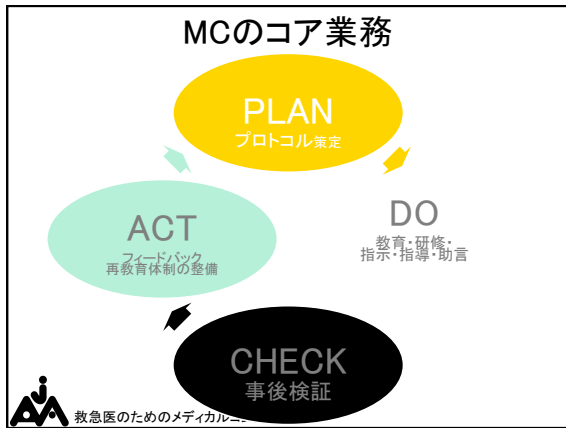 MCのコア業務
PLAN
プロトコル策定
ACT
フィードバック
再教育体制の整備
DO
教育・研修・
指示・指導・助言
CHECK
事後検証
救急医のためのメディカルコ